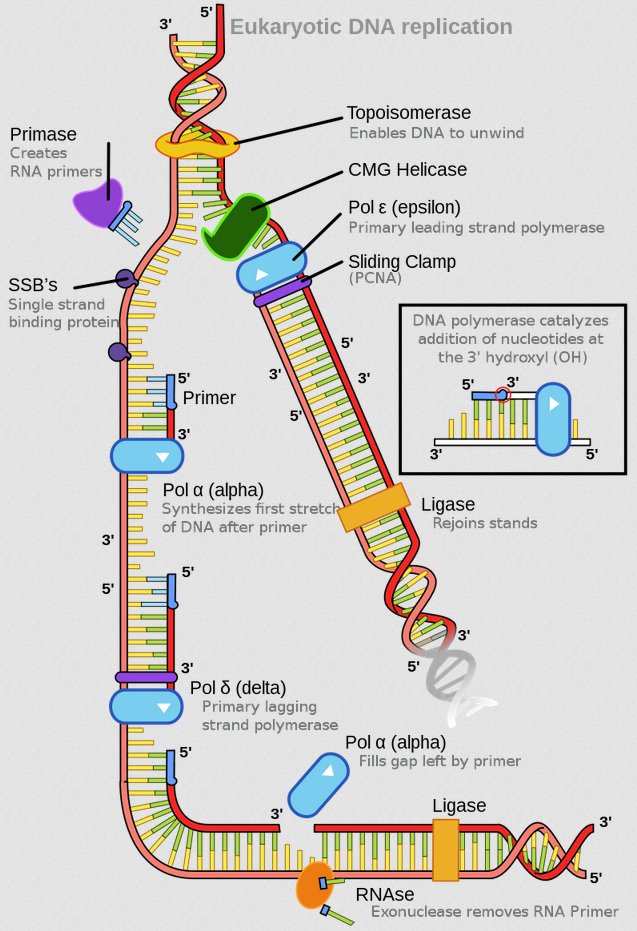 5'
3'
Eukaryotic DNA replication
Topoisomerase
Enables DNA to unwind
Primase
Creates
RNA primers
CMG Helicase
Pol ε (epsilon)
Primary leading strand polymerase
Sliding Clamp
(PCNA)
SSB's
Single strand
binding protein
DNA polymerase catalyzes
addition of nucleotides at
the 3' hydroxyl (OH)
5'
3'
3'
5'
5'
3'
3'
5'
5'
Primer
3'
Pol α (alpha)
Synthesizes first stretch
of DNA after primer
Ligase
Rejoins stands
3'
5'
5'
3'
5'
3'
Pol δ (delta)
Primary lagging
strand polymerase
5'
Pol α (alpha)
Fills gap left by primer
3'
Ligase
3'
5'
RNAse
Exonuclease removes RNA Primer